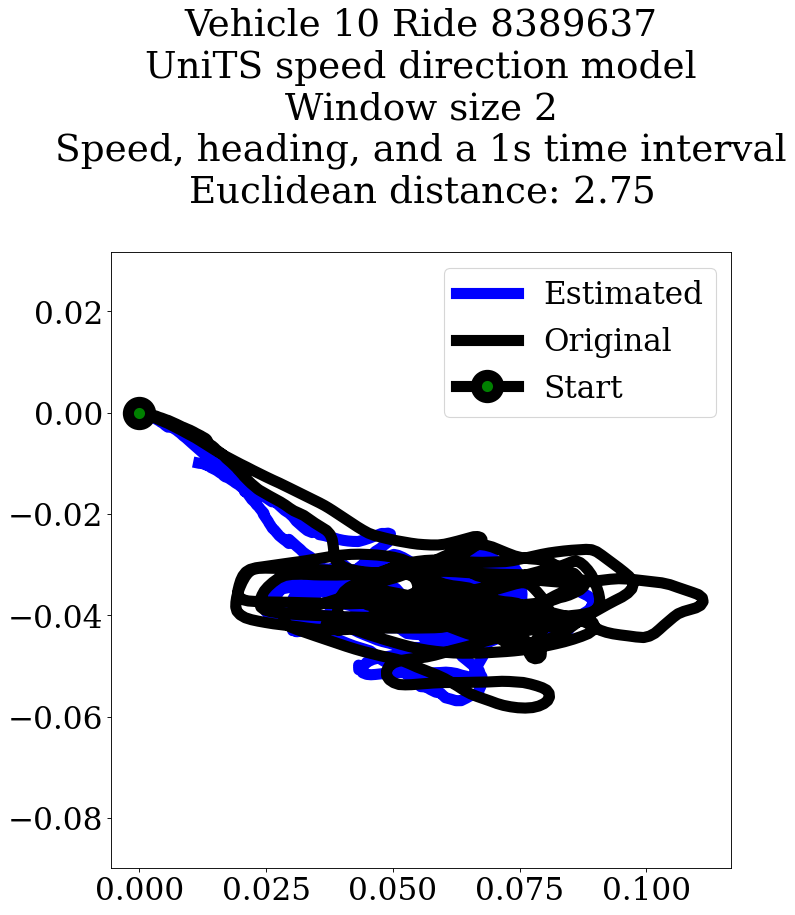 Vehicle 10 Ride 8389637
UniTS speed direction model
Window size 2
Speed, heading, and a 1s time interval
Euclidean distance: 2.75
Estimated
Original
Start
0.02
0.00
−0.02
−0.04
−0.06
−0.08
0.000 0.025 0.050 0.075 0.100